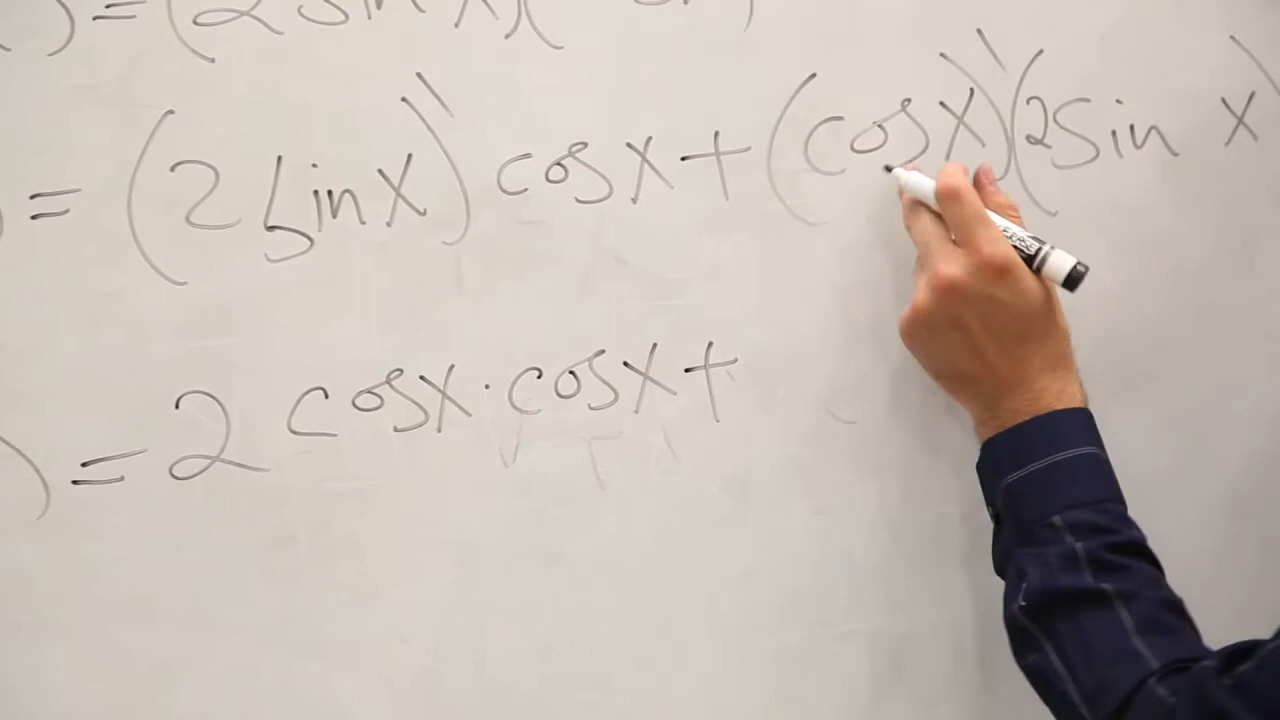 ) = (2 sin x)(
= (2 sin x)' cos x + (cos x)' (2 sin x)
) = 2 cos x · cos x +